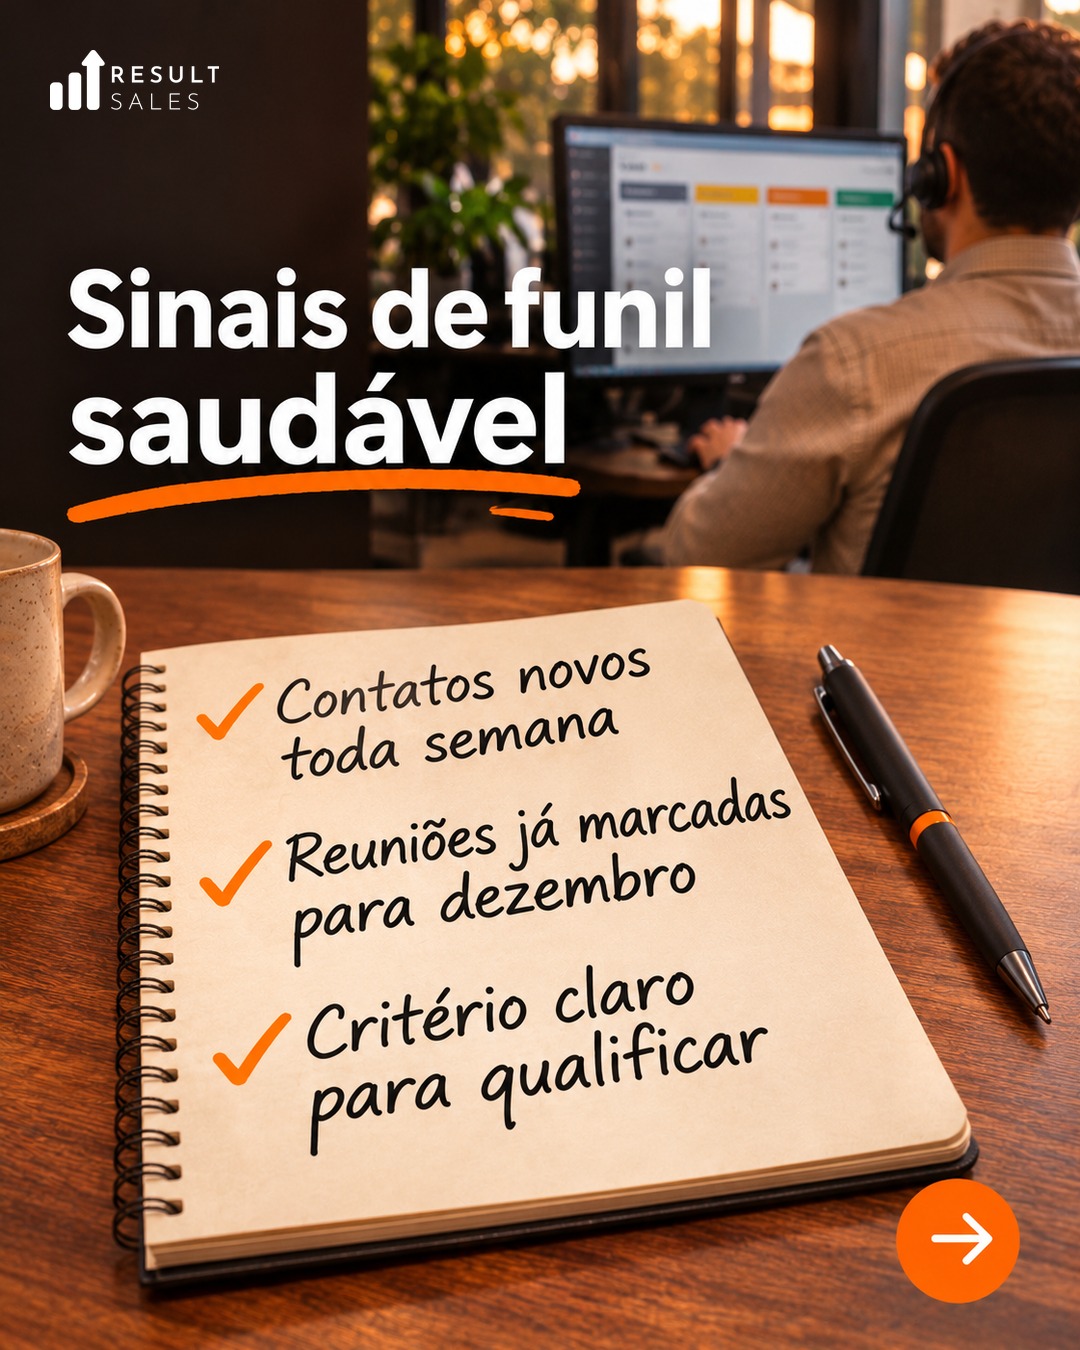 RESULT
SALES
Sinais de funil
saudável
Contatos novos
toda semana
Reuniões já marcadas
para dezembro
Critério claro
para qualificar